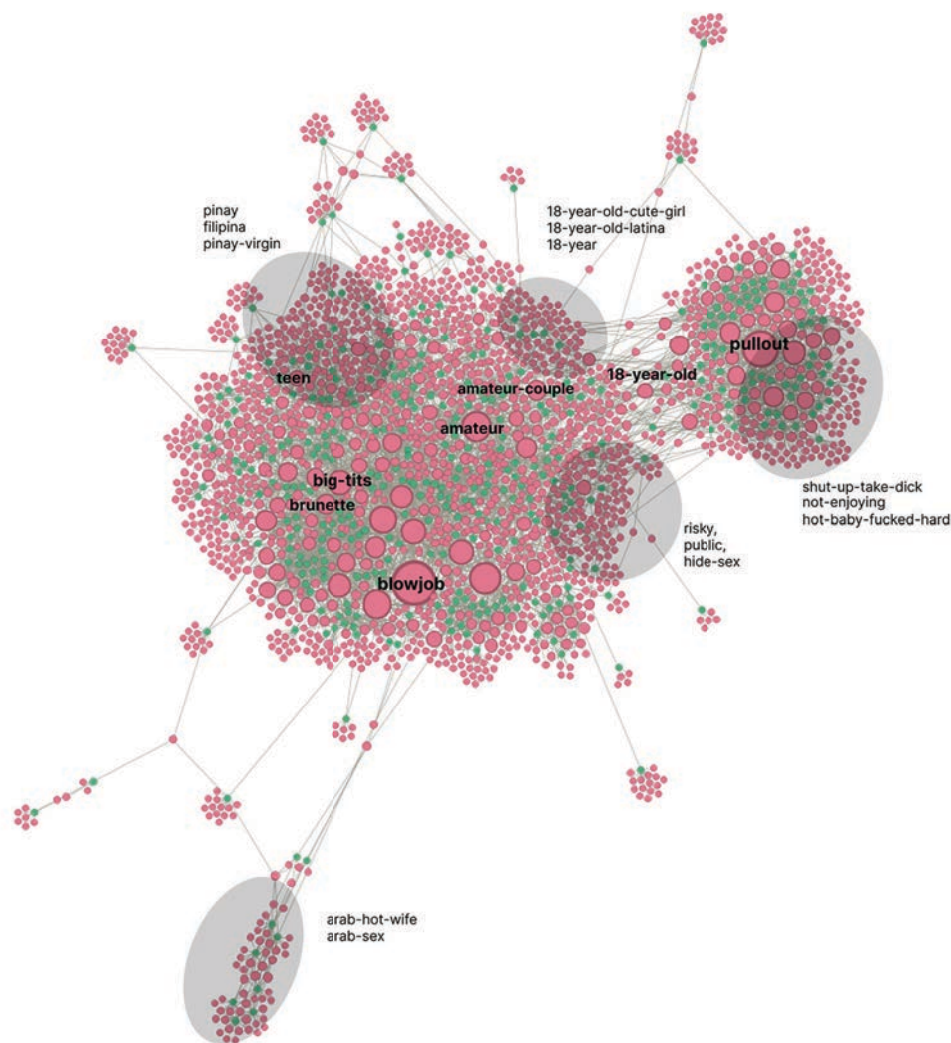 pinay
filipina
pinay-virgin
18-year-old-cute-girl
18-year-old-latina
18-year
pullout
teen
18-year-old
amateur-couple
amateur
big-tits
brunette
shut-up-take-dick
not-enjoying
hot-baby-fucked-hard
risky,
public,
hide-sex
blowjob
arab-hot-wife
arab-sex